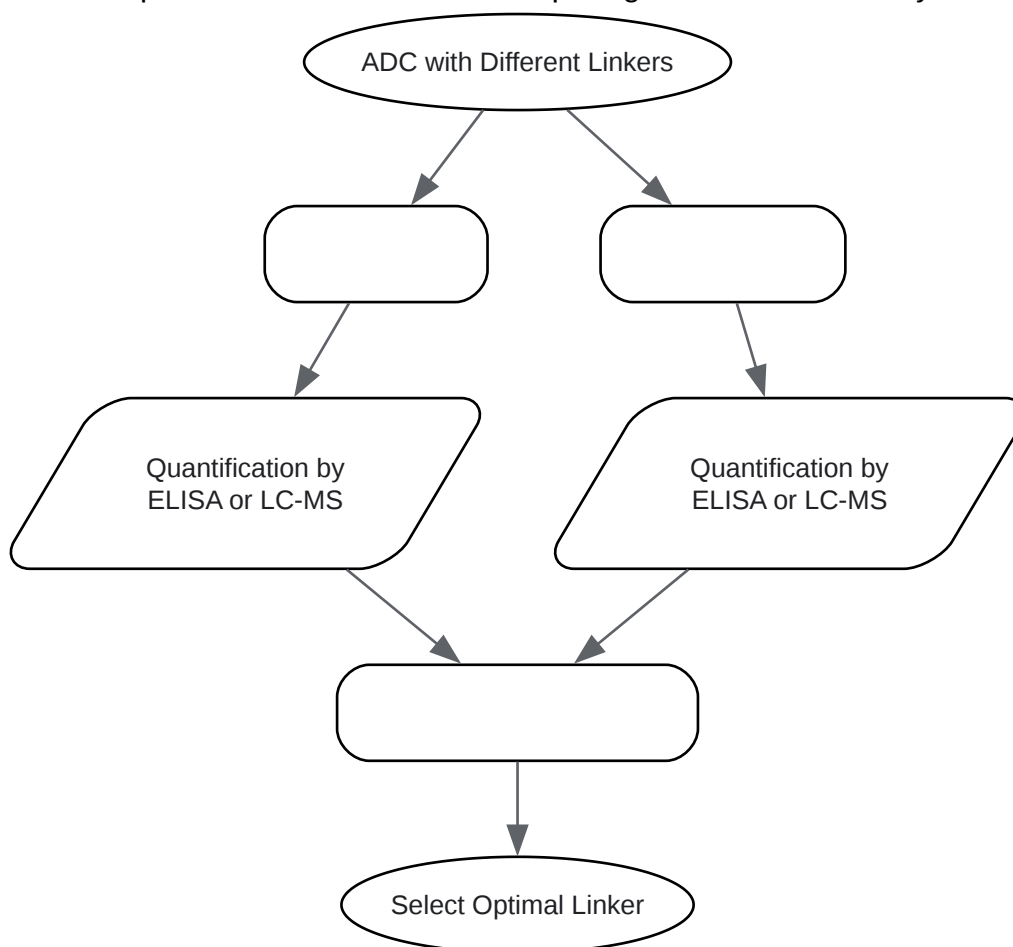 ADC with Different Linkers
Quantification by
ELISA or LC-MS
Quantification by
ELISA or LC-MS
Select Optimal Linker